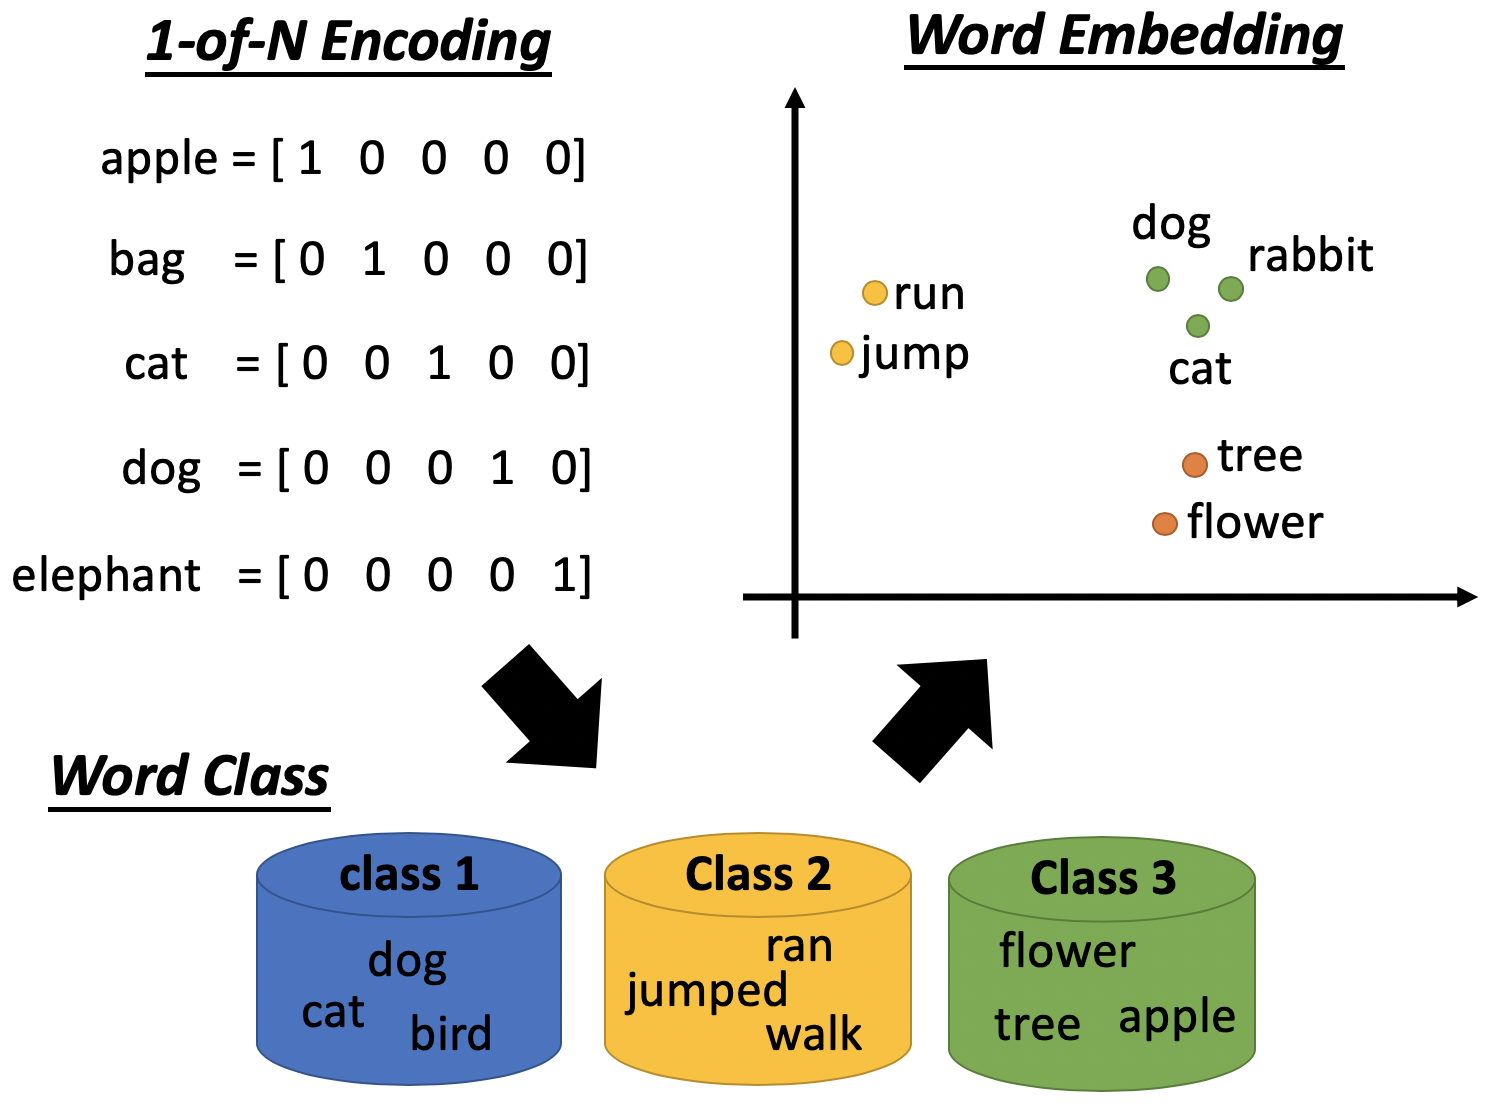 1-of-N Encoding
apple = [ 1 0 0 0 0]
bag = [ 0 1 0 0 0]
cat = [ 0 0 1 0 0]
dog = [ 0 0 0 1 0]
elephant = [ 0 0 0 0 1]
Word Embedding
dog
rabbit
run
jump
cat
tree
flower
Word Class
class 1
dog
cat
bird
Class 2
ran
jumped
walk
Class 3
flower
tree
apple